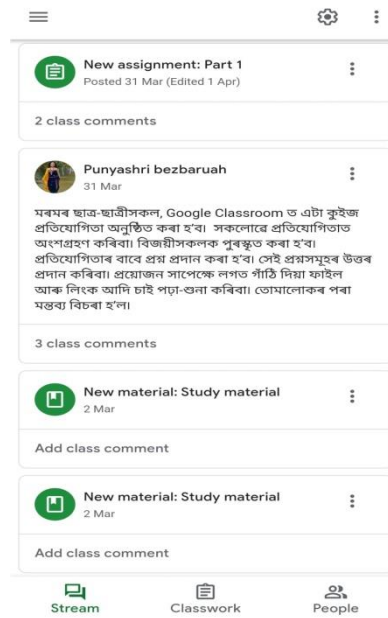 New assignment: Part 1
Posted 31 Mar (Edited 1 Apr)
2 class comments
Punyashri bezbaruah
31 Mar
মৰমৰ ছাত্ৰ-ছাত্ৰীসকল, Google Classroom ত এটা কুইজ
প্ৰতিযোগিতা অনুষ্ঠিত কৰা হ'ব। সকলোৱে প্ৰতিযোগিতাত
অংশগ্ৰহণ কৰিবা। বিজয়ীসকলক পুৰস্কৃত কৰা হ'ব।
প্ৰতিযোগিতাৰ বাবে প্ৰশ্ন প্ৰদান কৰা হ'ব। সেই প্ৰশ্নসমূহৰ উত্তৰ
প্ৰদান কৰিবা। প্ৰয়োজন সাপেক্ষে লগত গাঁঠি দিয়া ফাইল
আৰু লিংক আদি চাই পঢ়া-শুনা কৰিবা। তোমালোকৰ পৰা
মন্তব্য বিচৰা হ'ল।
3 class comments
New material: Study material
2 Mar
Add class comment
New material: Study material
2 Mar
Add class comment
Stream
Classwork
People